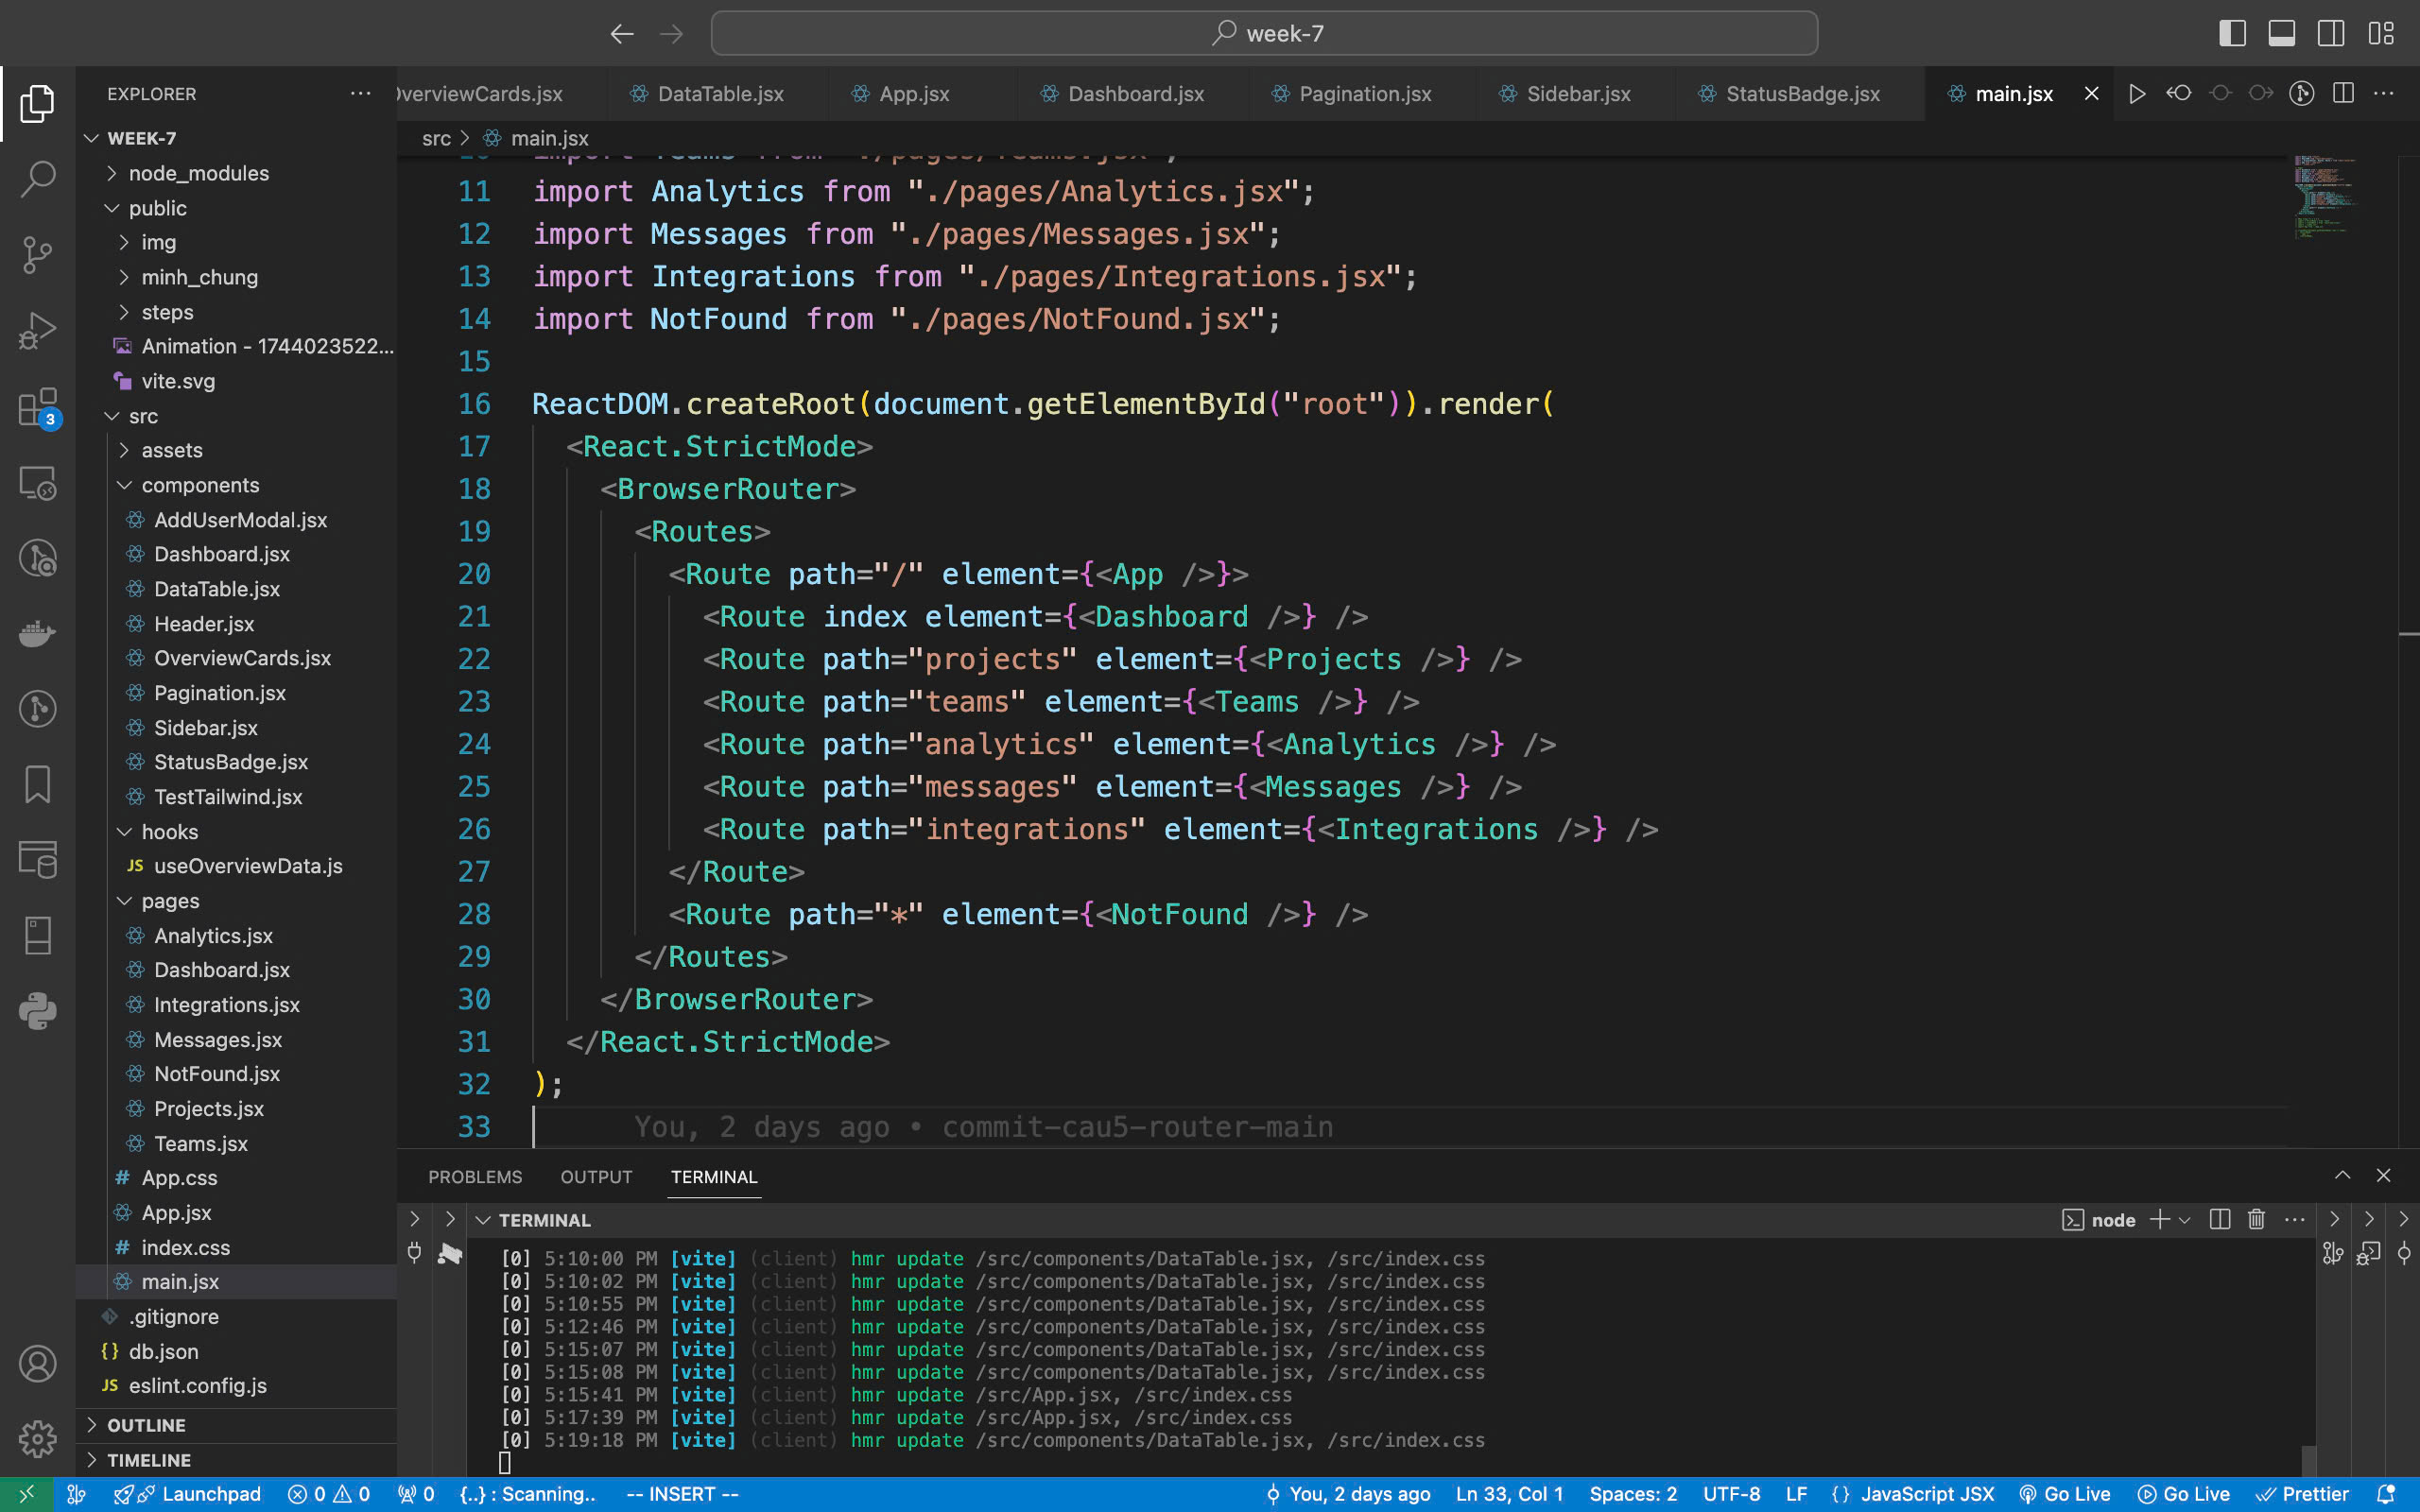 week-7
EXPLORER
WEEK-7
node_modules
public
img
minh_chung
steps
Animation - 1744023522...
vite.svg
src
assets
components
AddUserModal.jsx
Dashboard.jsx
DataTable.jsx
Header.jsx
OverviewCards.jsx
Pagination.jsx
Sidebar.jsx
StatusBadge.jsx
TestTailwind.jsx
hooks
JS useOverviewData.js
pages
Analytics.jsx
Dashboard.jsx
Integrations.jsx
Messages.jsx
NotFound.jsx
Projects.jsx
Teams.jsx
# App.css
App.jsx
# index.css
main.jsx
.gitignore
{} db.json
JS eslint.config.js
OUTLINE
TIMELINE
3
OverviewCards.jsx DataTable.jsx App.jsx Dashboard.jsx Pagination.jsx Sidebar.jsx StatusBadge.jsx main.jsx
src > main.jsx
10 import Teams from "./pages/Teams.jsx";
11 import Analytics from "./pages/Analytics.jsx";
12 import Messages from "./pages/Messages.jsx";
13 import Integrations from "./pages/Integrations.jsx";
14 import NotFound from "./pages/NotFound.jsx";
15
16 ReactDOM.createRoot(document.getElementById("root")).render(
17 <React.StrictMode>
18 <BrowserRouter>
19 <Routes>
20 <Route path="/" element={<App />}>
21 <Route index element={<Dashboard />} />
22 <Route path="projects" element={<Projects />} />
23 <Route path="teams" element={<Teams />} />
24 <Route path="analytics" element={<Analytics />} />
25 <Route path="messages" element={<Messages />} />
26 <Route path="integrations" element={<Integrations />} />
27 </Route>
28 <Route path="*" element={<NotFound />} />
29 </Routes>
30 </BrowserRouter>
31 </React.StrictMode>
32 );
33 You, 2 days ago • commit-cau5-router-main
PROBLEMS OUTPUT TERMINAL
TERMINAL node
[0] 5:10:00 PM [vite] (client) hmr update /src/components/DataTable.jsx, /src/index.css
[0] 5:10:02 PM [vite] (client) hmr update /src/components/DataTable.jsx, /src/index.css
[0] 5:10:55 PM [vite] (client) hmr update /src/components/DataTable.jsx, /src/index.css
[0] 5:12:46 PM [vite] (client) hmr update /src/components/DataTable.jsx, /src/index.css
[0] 5:15:07 PM [vite] (client) hmr update /src/components/DataTable.jsx, /src/index.css
[0] 5:15:08 PM [vite] (client) hmr update /src/components/DataTable.jsx, /src/index.css
[0] 5:15:41 PM [vite] (client) hmr update /src/App.jsx, /src/index.css
[0] 5:17:39 PM [vite] (client) hmr update /src/App.jsx, /src/index.css
[0] 5:19:18 PM [vite] (client) hmr update /src/components/DataTable.jsx, /src/index.css
Launchpad 0 0 0 {..} : Scanning.. -- INSERT -- You, 2 days ago Ln 33, Col 1 Spaces: 2 UTF-8 LF {} JavaScript JSX Go Live Go Live Prettier